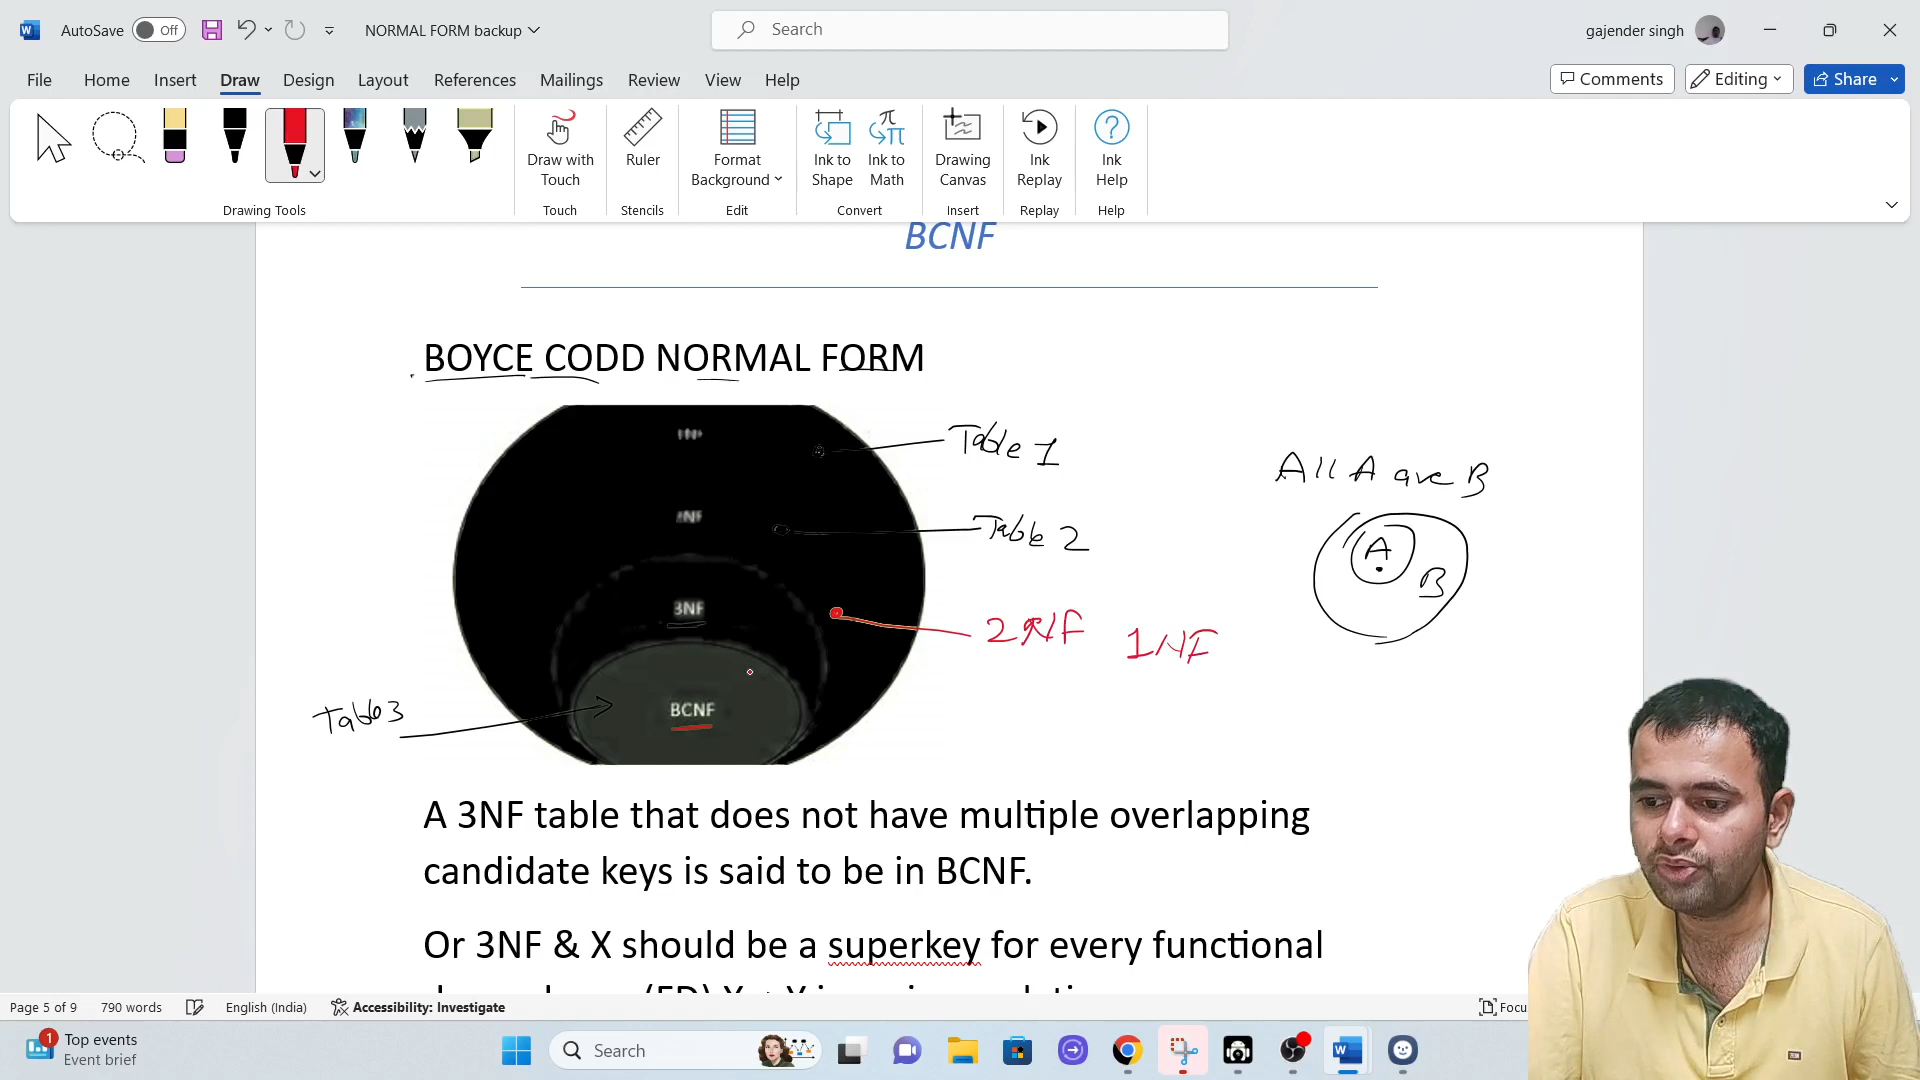 AutoSave Off NORMAL FORM backup Search gajender singh
File Home Insert Draw Design Layout References Mailings Review View Help Comments Editing Share
Draw with Touch
Ruler
Format Background
Ink to Shape
Ink to Math
Drawing Canvas
Ink Replay
Ink Help
Drawing Tools Touch Stencils Edit Convert Insert Replay Help
BCNF
BOYCE CODD NORMAL FORM
Table 1
All A are B
Table 2
A
B
3NF
2NF 1NF
Table 3
BCNF
A 3NF table that does not have multiple overlapping
candidate keys is said to be in BCNF.
Or 3NF & X should be a superkey for every functional
Page 5 of 9 790 words English (India) Accessibility: Investigate Focu
1
Top events
Event brief
Search